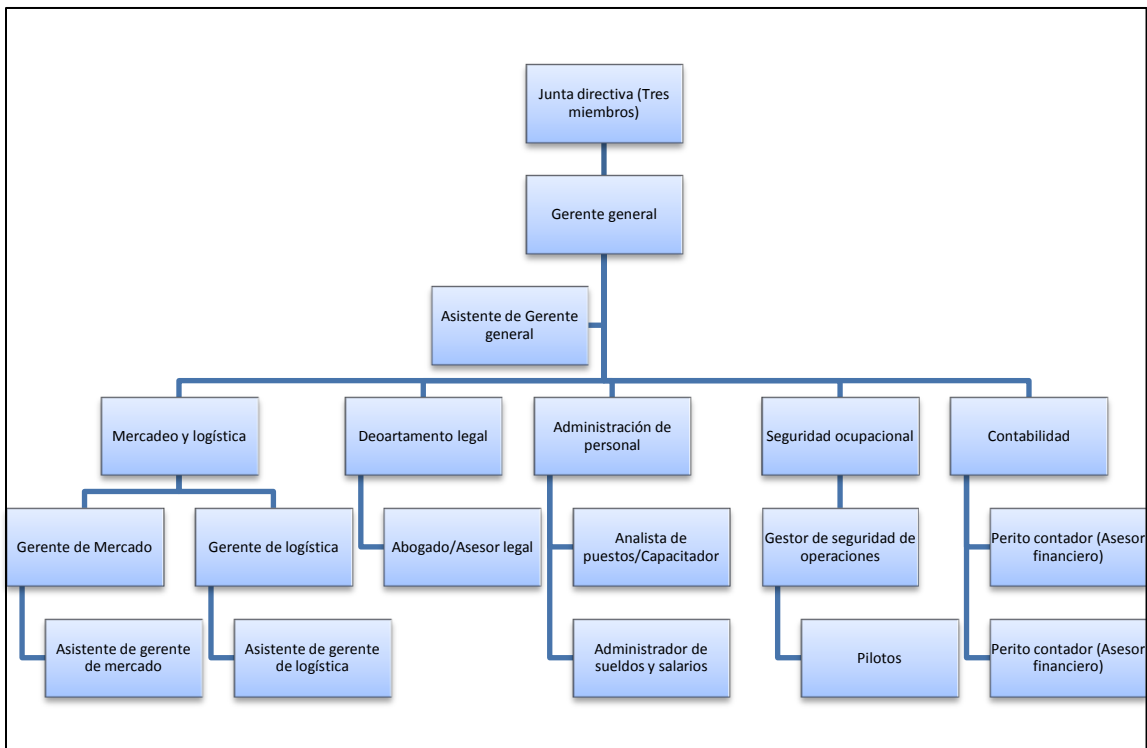 Junta directiva (Tres
miembros)
Gerente general
Asistente de Gerente
general
Mercadeo y logística
Deoartamento legal
Administración de
personal
Seguridad ocupacional
Contabilidad
Gerente de Mercado
Gerente de logística
Abogado/Asesor legal
Analista de
puestos/Capacitador
Gestor de seguridad de
operaciones
Perito contador (Asesor
financiero)
Asistente de gerente
de mercado
Asistente de gerente
de logística
Administrador de
sueldos y salarios
Pilotos
Perito contador (Asesor
financiero)